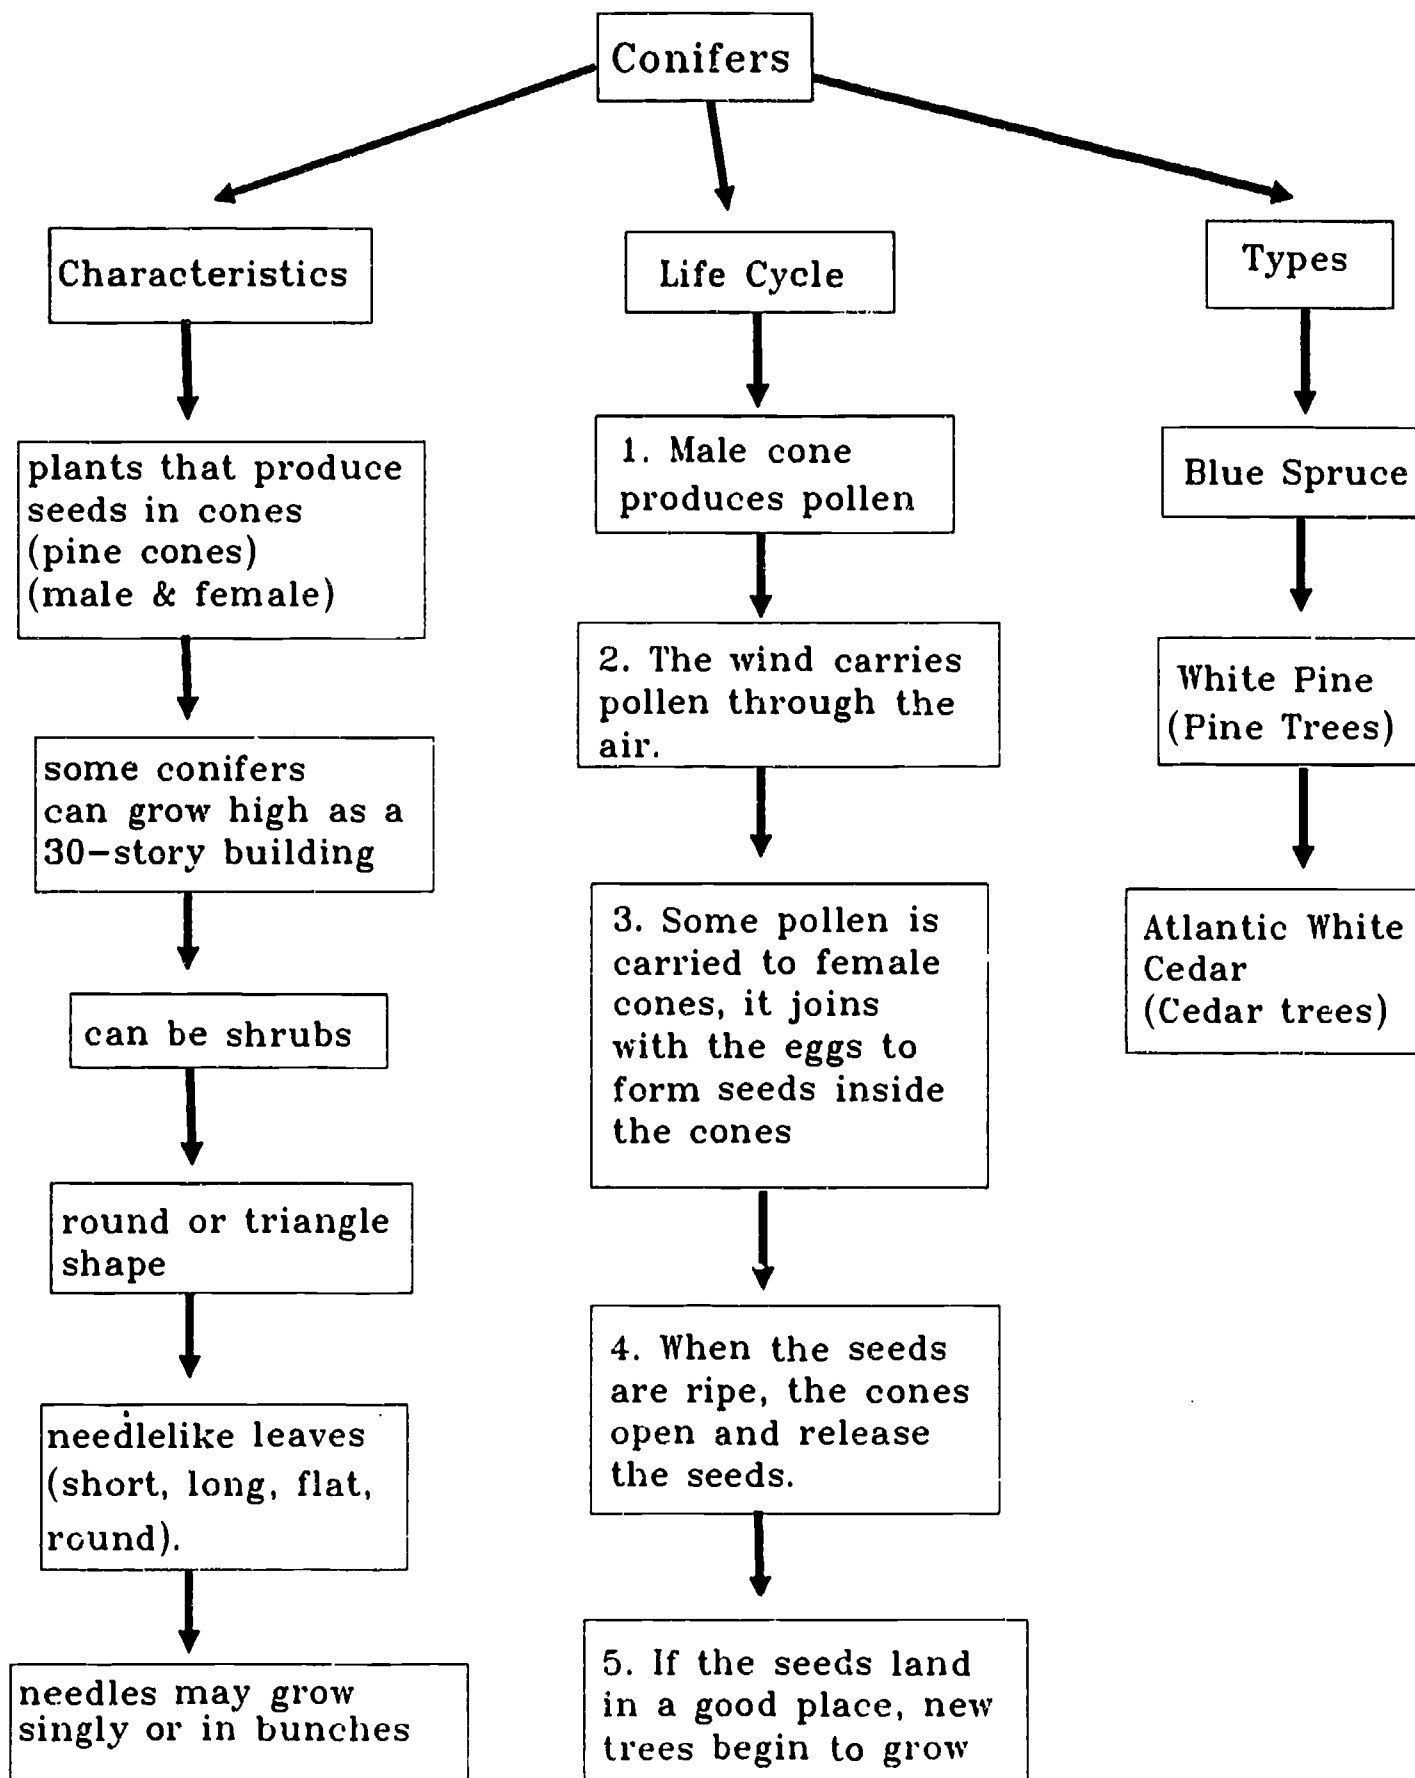 Conifers
Characteristics
plants that produce
seeds in cones
(pine cones)
(male & female)
some conifers
can grow high as a
30-story building
can be shrubs
round or triangle
shape
needlelike leaves
(short, long, flat,
round).
needles may grow
singly or in bunches
Life Cycle
1. Male cone
produces pollen
2. The wind carries
pollen through the
air.
3. Some pollen is
carried to female
cones, it joins
with the eggs to
form seeds inside
the cones
4. When the seeds
are ripe, the cones
open and release
the seeds.
5. If the seeds land
in a good place, new
trees begin to grow
Types
Blue Spruce
White Pine
(Pine Trees)
Atlantic White
Cedar
(Cedar trees)